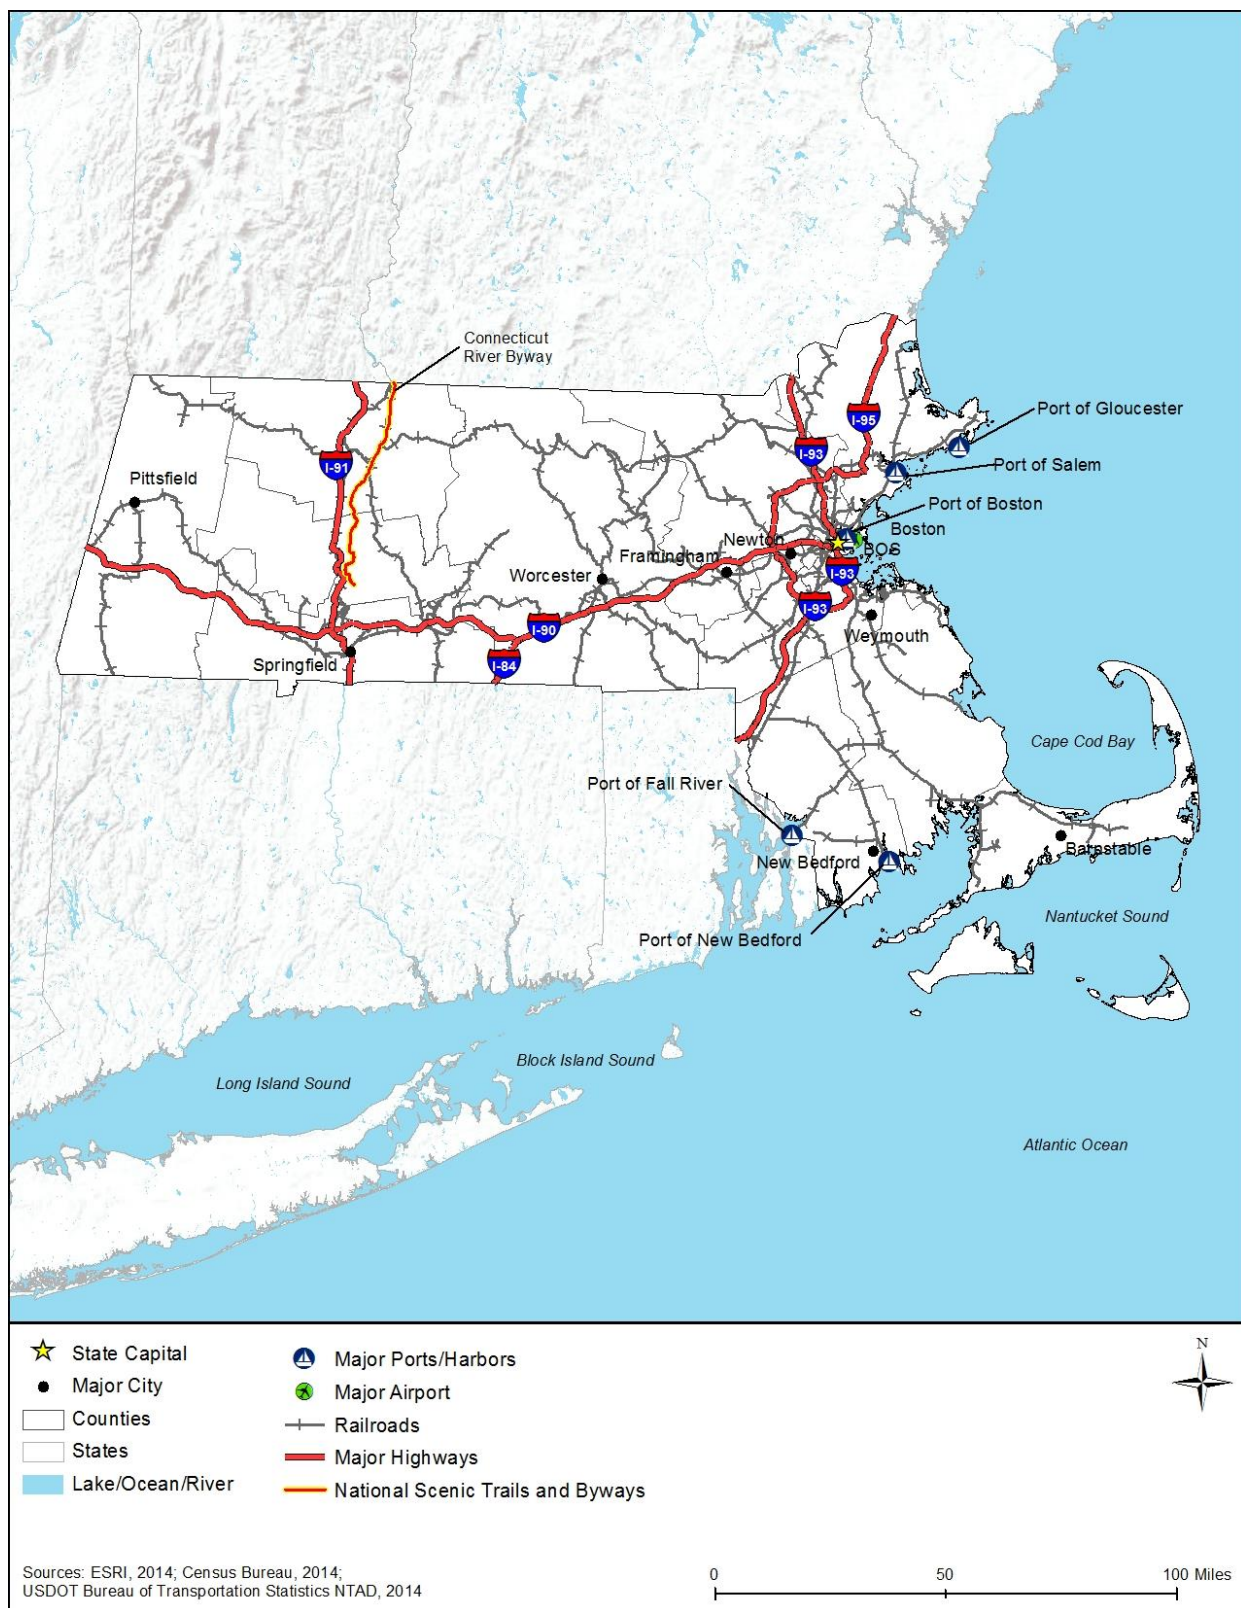 Connecticut
River Byway
Port of Gloucester
I-95
I-93
I-91
Port of Salem
Pittsfield
Port of Boston
Boston
Newton
BOS
Framingham
I-93
Worcester
I-93
I-90
Weymouth
I-84
Springfield
Cape Cod Bay
Port of Fall River
New Bedford
Barnstable
Nantucket Sound
Port of New Bedford
Block Island Sound
Long Island Sound
Atlantic Ocean
State Capital
Major City
Counties
States
Lake/Ocean/River
Major Ports/Harbors
Major Airport
Railroads
Major Highways
National Scenic Trails and Byways
N
Sources: ESRI, 2014; Census Bureau, 2014;
USDOT Bureau of Transportation Statistics NTAD, 2014
0 50 100 Miles